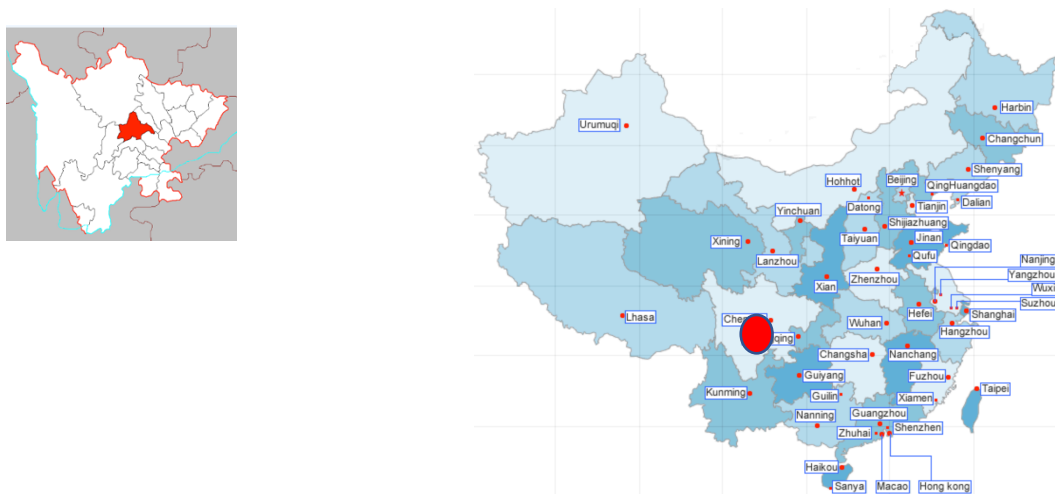 Harbin
Urumuqi
Changchun
Shenyang
Beijing
Hohhot
QingHuangdao
Datong
Tianjin
Dalian
Yinchuan
Shijiazhuang
Xining
Taiyuan
Jinan
Qingdao
Lanzhou
Qufu
Nanjing
Zhenzhou
Yangzhou
Xian
Wuxi
Suzhou
Hefei
Shanghai
Lhasa
Wuhan
Hangzhou
Changsha
Nanchang
Guiyang
Fuzhou
Taipei
Kunming
Guilin
Xiamen
Nanning
Guangzhou
Shenzhen
Zhuhai
Haikou
Sanya
Macao
Hong kong